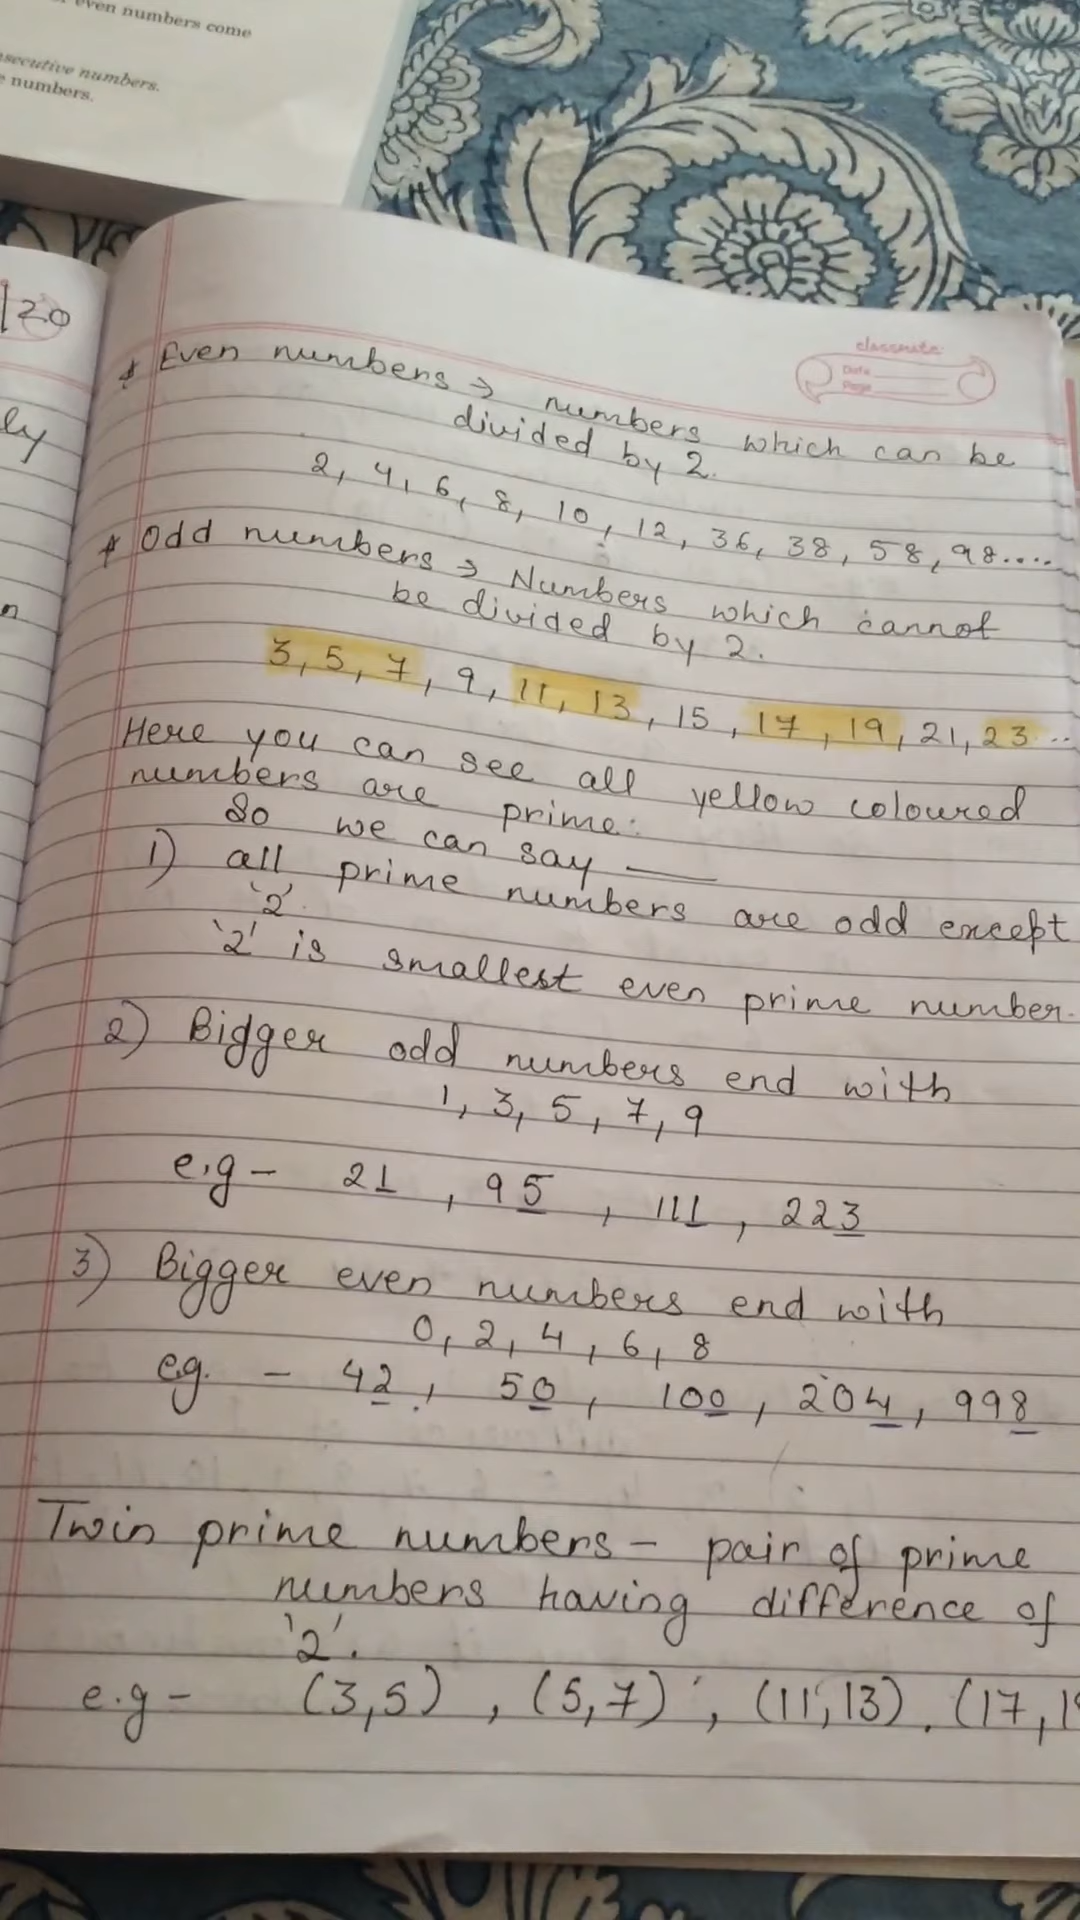 even numbers come
consecutive numbers.
numbers.
120
ly
n
classmate
Date
Page
* Even numbers → numbers which can be
divided by 2.
2, 4, 6, 8, 10, 12, 36, 38, 58, 98....
* Odd numbers → Numbers which cannot
be divided by 2.
3, 5, 7, 9, 11, 13, 15, 17, 19, 21, 23..
Here you can see all yellow coloured
numbers are prime.
So we can say —
1) all prime numbers are odd except
'2'.
'2' is smallest even prime number.
2) Bigger odd numbers end with
1, 3, 5, 7, 9
e.g - 21, 95, 111, 223
3) Bigger even numbers end with
0, 2, 4, 6, 8
eg. - 42, 50, 100, 204, 998
Twin prime numbers - pair of prime
numbers having difference of
'2'.
e.g - (3,5), (5,7), (11,13), (17,1